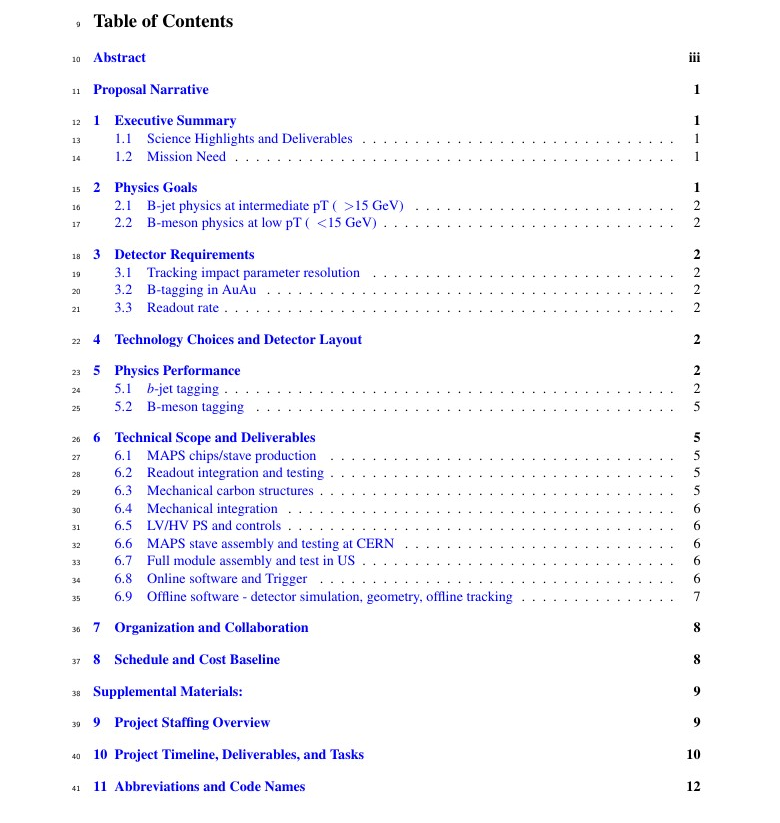 9 Table of Contents
10 Abstract iii
11 Proposal Narrative 1
12 1 Executive Summary 1
13 1.1 Science Highlights and Deliverables . . . . . . . . . . . . . . . . . . . . . . . . . . . . . . 1
14 1.2 Mission Need . . . . . . . . . . . . . . . . . . . . . . . . . . . . . . . . . . . . . . . . . . 1
15 2 Physics Goals 1
16 2.1 B-jet physics at intermediate pT ( >15 GeV) . . . . . . . . . . . . . . . . . . . . . . . . . 2
17 2.2 B-meson physics at low pT ( <15 GeV) . . . . . . . . . . . . . . . . . . . . . . . . . . . . 2
18 3 Detector Requirements 2
19 3.1 Tracking impact parameter resolution . . . . . . . . . . . . . . . . . . . . . . . . . . . . . 2
20 3.2 B-tagging in AuAu . . . . . . . . . . . . . . . . . . . . . . . . . . . . . . . . . . . . . . . 2
21 3.3 Readout rate . . . . . . . . . . . . . . . . . . . . . . . . . . . . . . . . . . . . . . . . . . 2
22 4 Technology Choices and Detector Layout 2
23 5 Physics Performance 2
24 5.1 b-jet tagging . . . . . . . . . . . . . . . . . . . . . . . . . . . . . . . . . . . . . . . . . . 2
25 5.2 B-meson tagging . . . . . . . . . . . . . . . . . . . . . . . . . . . . . . . . . . . . . . . . 5
26 6 Technical Scope and Deliverables 5
27 6.1 MAPS chips/stave production . . . . . . . . . . . . . . . . . . . . . . . . . . . . . . . . . 5
28 6.2 Readout integration and testing . . . . . . . . . . . . . . . . . . . . . . . . . . . . . . . . 5
29 6.3 Mechanical carbon structures . . . . . . . . . . . . . . . . . . . . . . . . . . . . . . . . . 5
30 6.4 Mechanical integration . . . . . . . . . . . . . . . . . . . . . . . . . . . . . . . . . . . . 6
31 6.5 LV/HV PS and controls . . . . . . . . . . . . . . . . . . . . . . . . . . . . . . . . . . . . 6
32 6.6 MAPS stave assembly and testing at CERN . . . . . . . . . . . . . . . . . . . . . . . . . . 6
33 6.7 Full module assembly and test in US . . . . . . . . . . . . . . . . . . . . . . . . . . . . . 6
34 6.8 Online software and Trigger . . . . . . . . . . . . . . . . . . . . . . . . . . . . . . . . . . 6
35 6.9 Offline software - detector simulation, geometry, offline tracking . . . . . . . . . . . . . . . 7
36 7 Organization and Collaboration 8
37 8 Schedule and Cost Baseline 8
38 Supplemental Materials: 9
39 9 Project Staffing Overview 9
40 10 Project Timeline, Deliverables, and Tasks 10
41 11 Abbreviations and Code Names 12